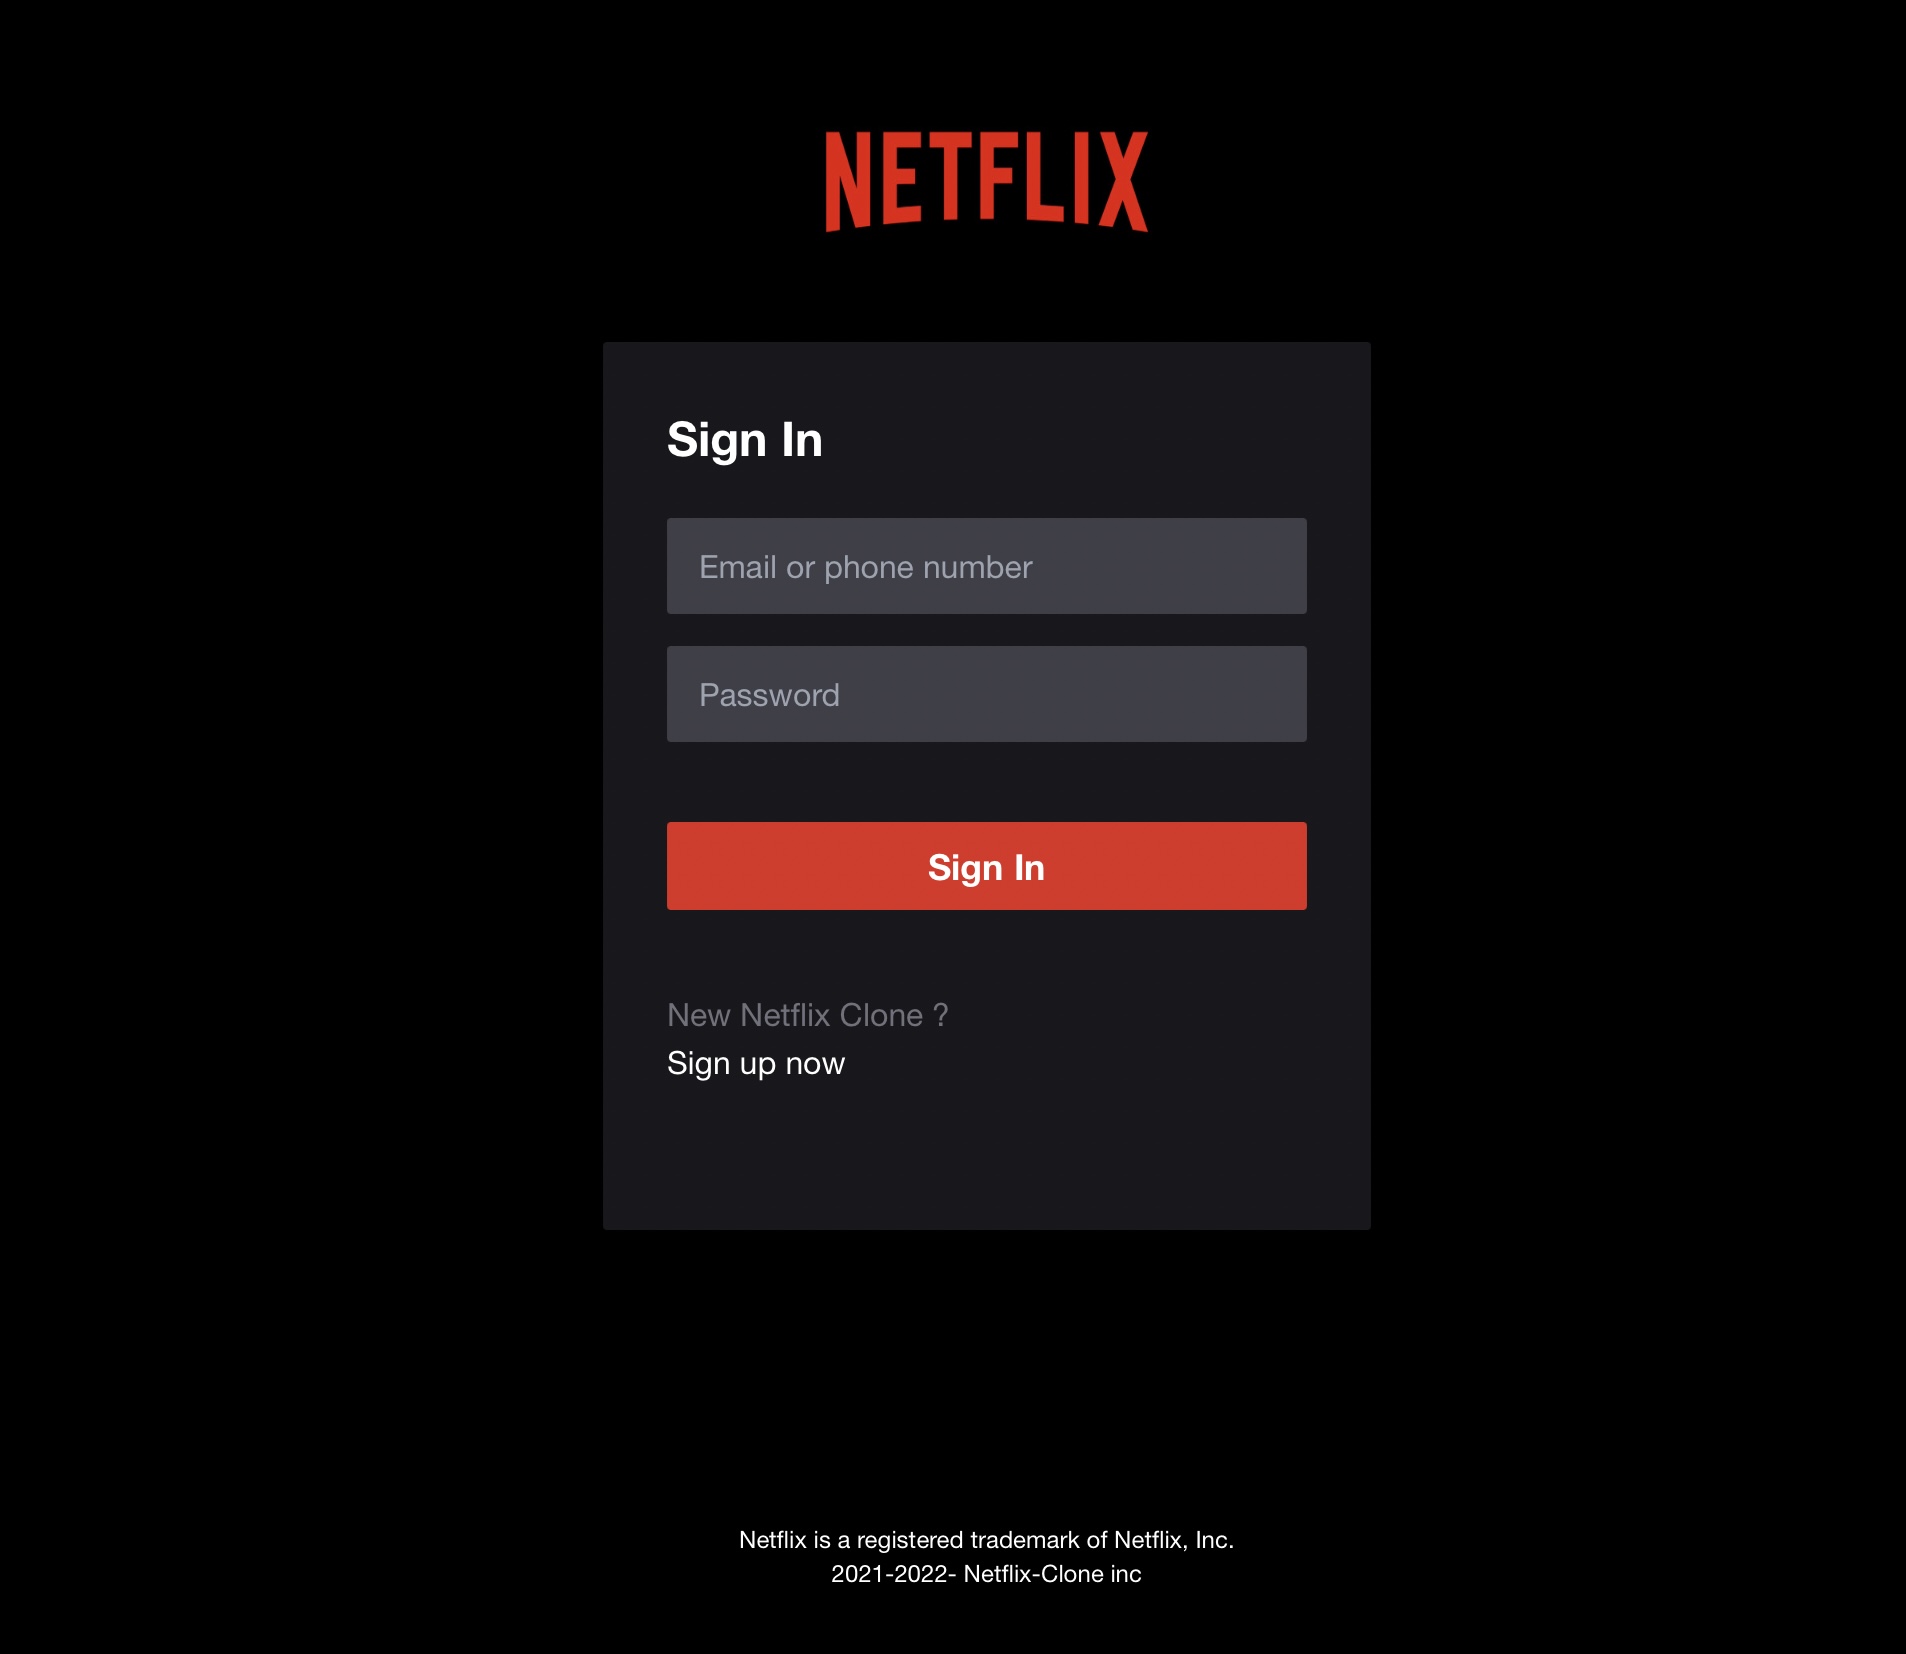 NETFLIX
Sign In
Email or phone number
Password
Sign In
New Netflix Clone ?
Sign up now
Netflix is a registered trademark of Netflix, Inc.
2021-2022- Netflix-Clone inc